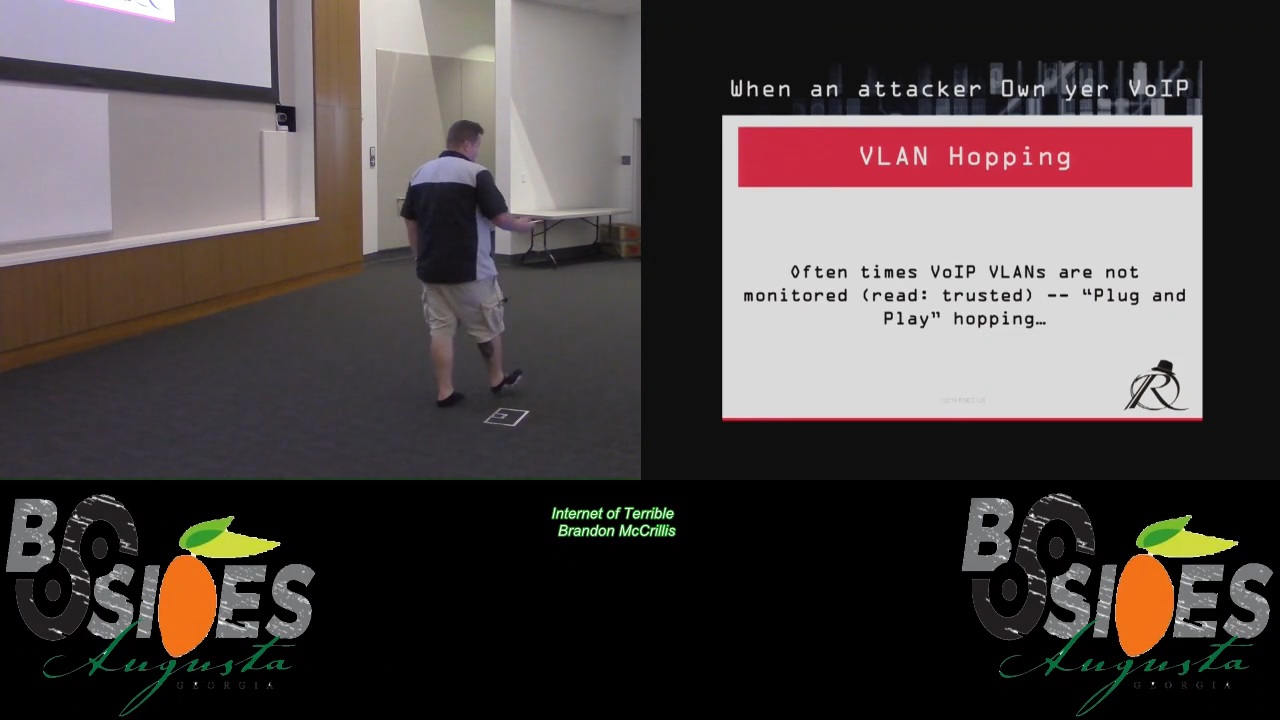 When an attacker Own yer VoIP
VLAN Hopping
Often times VoIP VLANs are not
monitored (read: trusted) -- “Plug and
Play” hopping…
R
Internet of Terrible
Brandon McCrillis
BSIDES
Augusta
GEORGIA
BSIDES
Augusta
GEORGIA